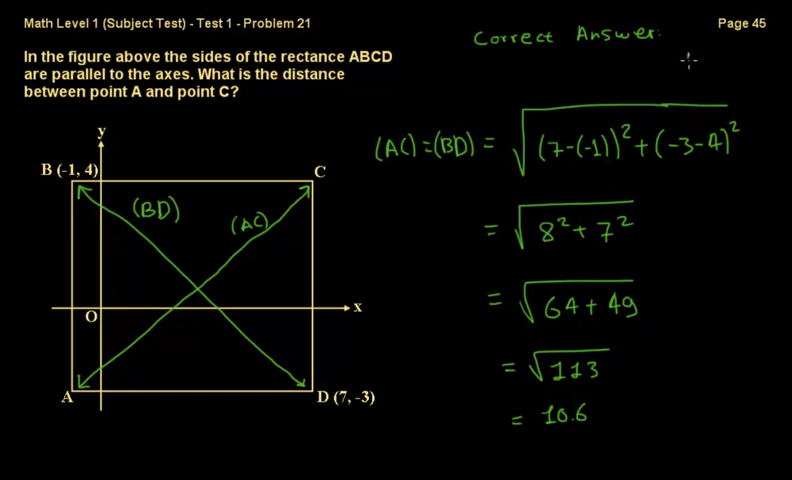 Math Level 1 (Subject Test) - Test 1 - Problem 21
Page 45
In the figure above the sides of the rectance ABCD
are parallel to the axes. What is the distance
between point A and point C?
Correct Answer:
y
B (-1, 4)
C
(BD)
(AC)
O
x
A
D (7, -3)
(AC) = (BD) = √(7-(-1))² + (-3-4)²
= √8² + 7²
= √64 + 49
= √113
= 10.6